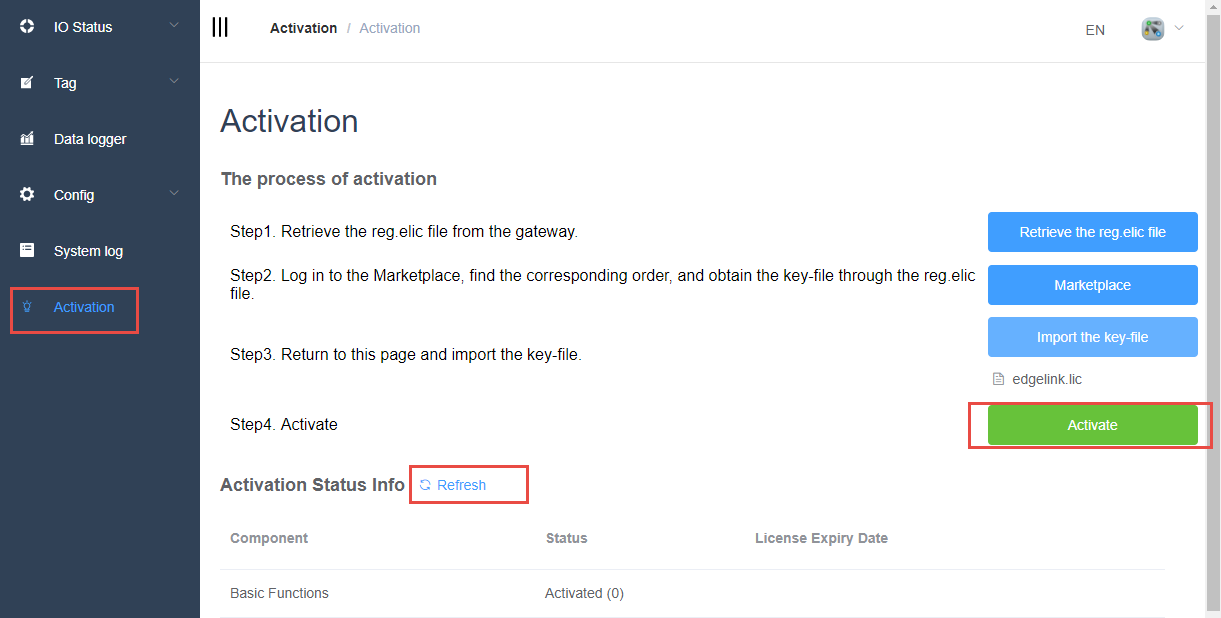 IO Status
Tag
Data logger
Config
System log
Activation
Activation / Activation
EN
Activation
The process of activation
Step1. Retrieve the reg.elic file from the gateway.
Retrieve the reg.elic file
Step2. Log in to the Marketplace, find the corresponding order, and obtain the key-file through the reg.elic
file.
Marketplace
Step3. Return to this page and import the key-file.
Import the key-file
edgelink.lic
Step4. Activate
Activate
Activation Status Info Refresh
Component Status License Expiry Date
Basic Functions Activated (0)